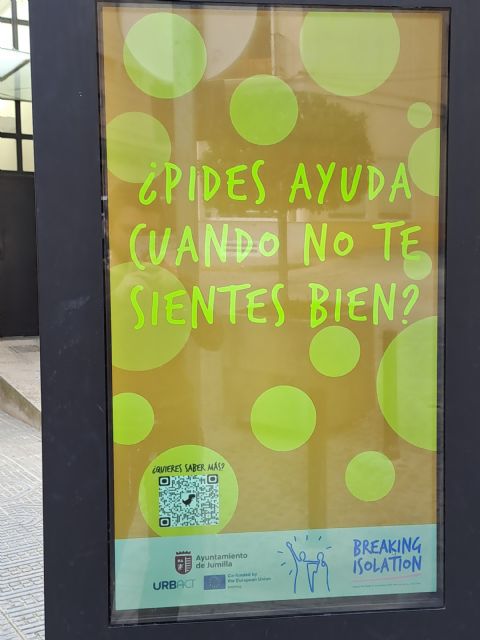 ¿PIDES AYUDA
CUANDO NO TE
SIENTES BIEN?
¿QUIERES SABER MÁS?
Ayuntamiento
de Jumilla
URBACT
Co-funded by
the European Union
Interreg
BREAKING
ISOLATION